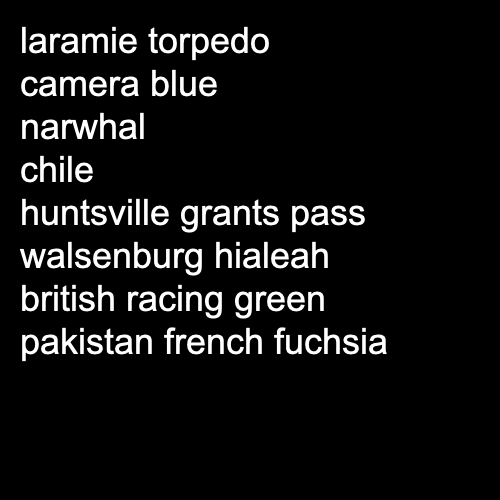 laramie torpedo
camera blue
narwhal
chile
huntsville grants pass
walsenburg hialeah
british racing green
pakistan french fuchsia